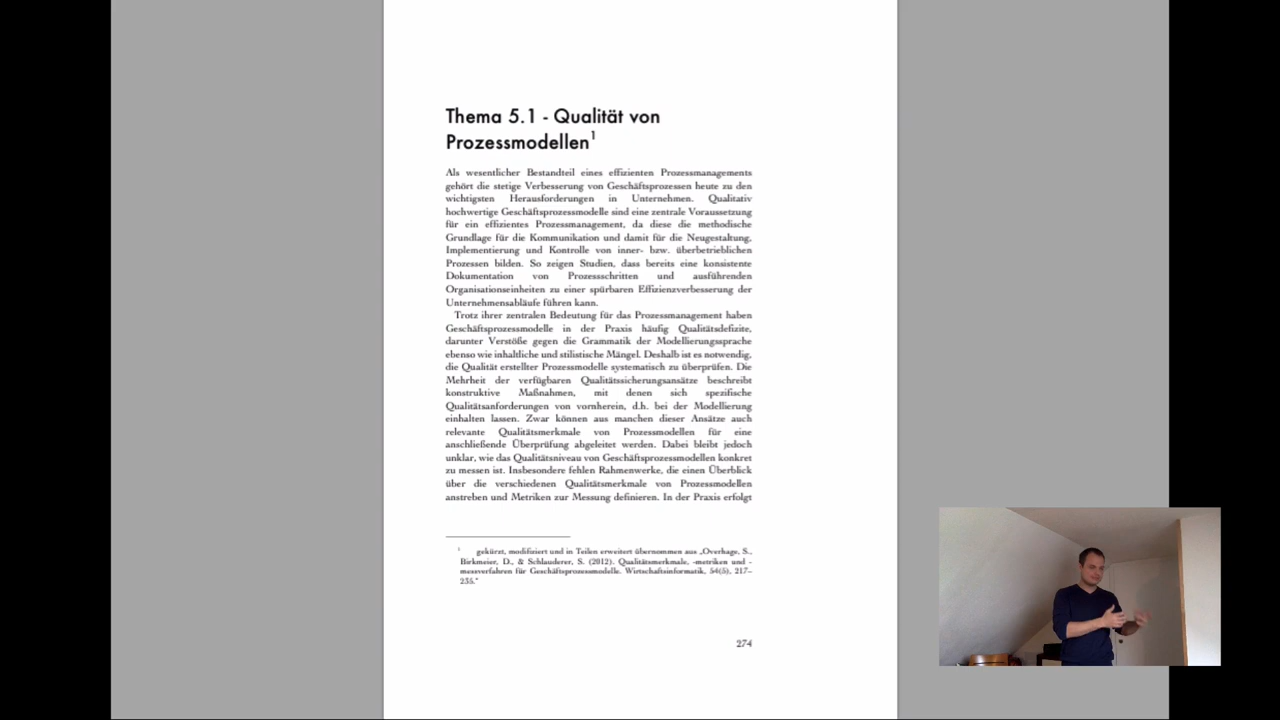 Thema 5.1 - Qualität von
Prozessmodellen¹
Als wesentlicher Bestandteil eines effizienten Prozessmanagements
gehört die stetige Verbesserung von Geschäftsprozessen heute zu den
wichtigsten Herausforderungen in Unternehmen. Qualitativ
hochwertige Geschäftsprozessmodelle sind eine zentrale Voraussetzung
für ein effizientes Prozessmanagement, da diese die methodische
Grundlage für die Kommunikation und damit für die Neugestaltung,
Implementierung und Kontrolle von inner- bzw. überbetrieblichen
Prozessen bilden. So zeigen Studien, dass bereits eine konsistente
Dokumentation von Prozessschritten und ausführenden
Organisationseinheiten zu einer spürbaren Effizienzverbesserung der
Unternehmensabläufe führen kann.
Trotz ihrer zentralen Bedeutung für das Prozessmanagement haben
Geschäftsprozessmodelle in der Praxis häufig Qualitätsdefizite,
darunter Verstöße gegen die Grammatik der Modellierungssprache
ebenso wie inhaltliche und stilistische Mängel. Deshalb ist es notwendig,
die Qualität erstellter Prozessmodelle systematisch zu überprüfen. Die
Mehrheit der verfügbaren Qualitätssicherungsansätze beschreibt
konstruktive Maßnahmen, mit denen sich spezifische
Qualitätsanforderungen von vornherein, d.h. bei der Modellierung
einhalten lassen. Zwar können aus manchen dieser Ansätze auch
relevante Qualitätsmerkmale von Prozessmodellen für eine
anschließende Überprüfung abgeleitet werden. Dabei bleibt jedoch
unklar, wie das Qualitätsniveau von Geschäftsprozessmodellen konkret
zu messen ist. Insbesondere fehlen Rahmenwerke, die einen Überblick
über die verschiedenen Qualitätsmerkmale von Prozessmodellen
anstreben und Metriken zur Messung definieren. In der Praxis erfolgt
¹ gekürzt, modifiziert und in Teilen erweitert übernommen aus „Overhage, S.,
Birkmeier, D., & Schlauderer, S. (2012). Qualitätsmerkmale, -metriken und -
messverfahren für Geschäftsprozessmodelle. Wirtschaftsinformatik, 54(5), 217–
235."
274